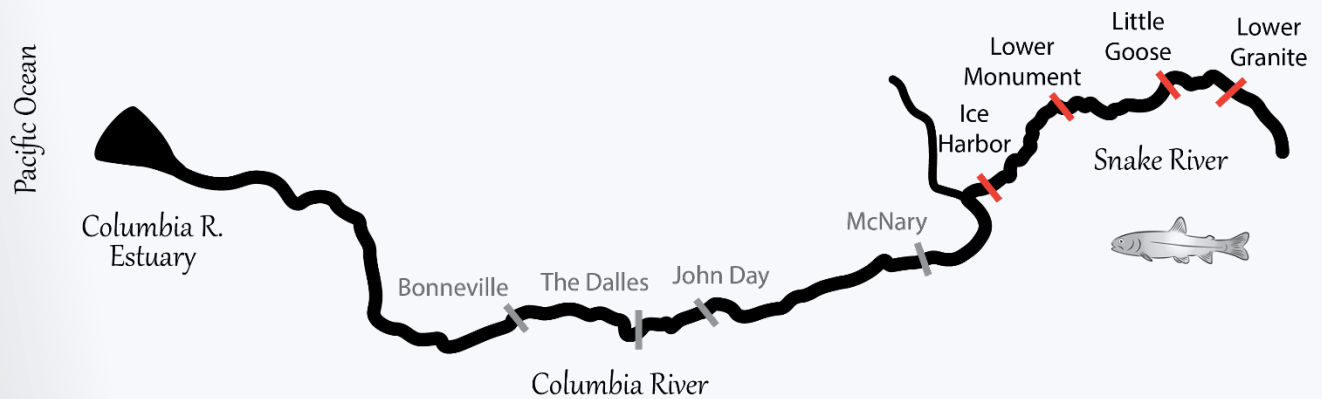 Pacific Ocean
Columbia R.
Estuary
Bonneville
The Dalles
John Day
McNary
Columbia River
Ice
Harbor
Lower
Monument
Little
Goose
Lower
Granite
Snake River